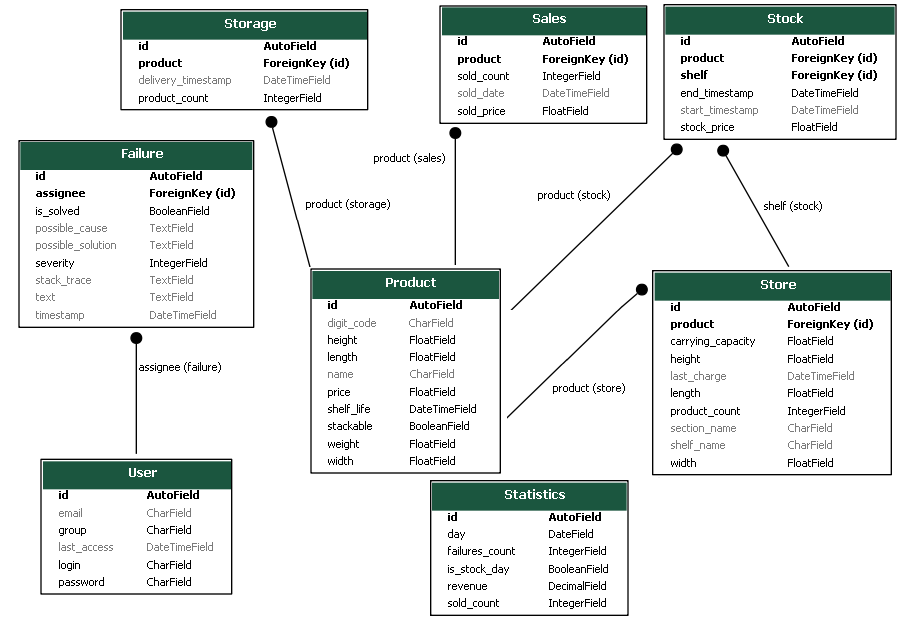 Storage
id AutoField
product ForeignKey (id)
delivery_timestamp DateTimeField
product_count IntegerField
Sales
id AutoField
product ForeignKey (id)
sold_count IntegerField
sold_date DateTimeField
sold_price FloatField
Stock
id AutoField
product ForeignKey (id)
shelf ForeignKey (id)
end_timestamp DateTimeField
start_timestamp DateTimeField
stock_price FloatField
Failure
id AutoField
assignee ForeignKey (id)
is_solved BooleanField
possible_cause TextField
possible_solution TextField
severity IntegerField
stack_trace TextField
text TextField
timestamp DateTimeField
product (storage)
product (sales)
product (stock)
shelf (stock)
Product
id AutoField
digit_code CharField
height FloatField
length FloatField
name CharField
price FloatField
shelf_life DateTimeField
stackable BooleanField
weight FloatField
width FloatField
product (store)
Store
id AutoField
product ForeignKey (id)
carrying_capacity FloatField
height FloatField
last_charge DateTimeField
length FloatField
product_count IntegerField
section_name CharField
shelf_name CharField
width FloatField
assignee (failure)
User
id AutoField
email CharField
group CharField
last_access DateTimeField
login CharField
password CharField
Statistics
id AutoField
day DateField
failures_count IntegerField
is_stock_day BooleanField
revenue DecimalField
sold_count IntegerField